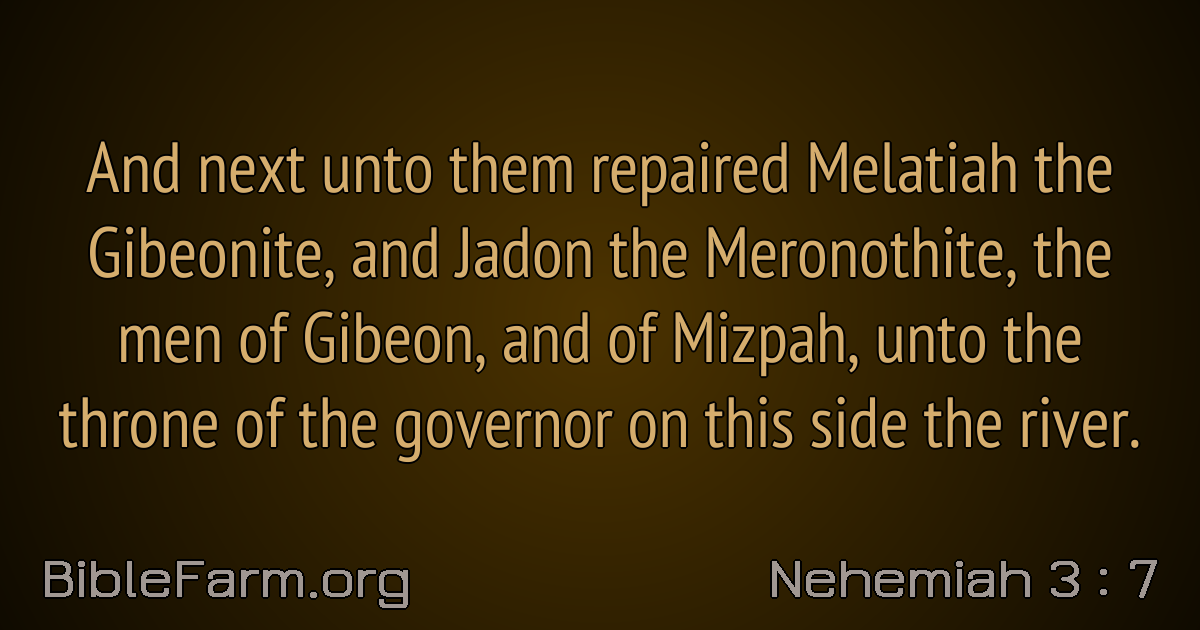 And next unto them repaired Melatiah the
Gibeonite, and Jadon the Meronothite, the
men of Gibeon, and of Mizpah, unto the
throne of the governor on this side the river.
BibleFarm.org
Nehemiah 3 : 7